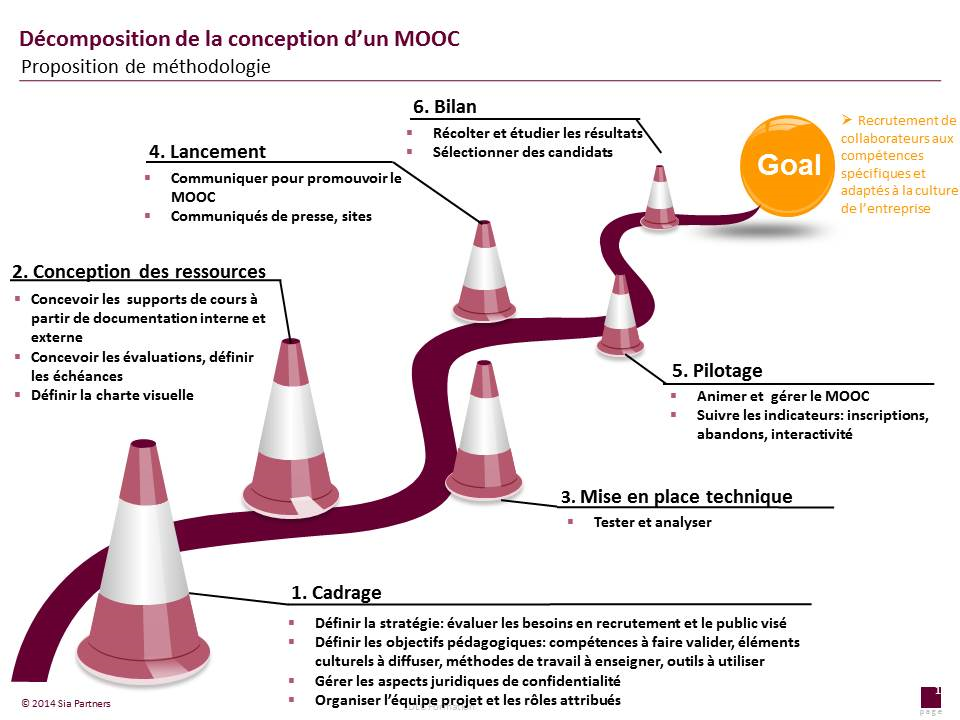 Décomposition de la conception d’un MOOC
Proposition de méthodologie
6. Bilan
▪ Récolter et étudier les résultats
▪ Sélectionner des candidats
Goal
➢ Recrutement de
collaborateurs aux
compétences
spécifiques et
adaptés à la culture
de l’entreprise
4. Lancement
▪ Communiquer pour promouvoir le
MOOC
▪ Communiqués de presse, sites
2. Conception des ressources
▪ Concevoir les supports de cours à
partir de documentation interne et
externe
▪ Concevoir les évaluations, définir
les échéances
▪ Définir la charte visuelle
5. Pilotage
▪ Animer et gérer le MOOC
▪ Suivre les indicateurs: inscriptions,
abandons, interactivité
3. Mise en place technique
▪ Tester et analyser
1. Cadrage
▪ Définir la stratégie: évaluer les besoins en recrutement et le public visé
▪ Définir les objectifs pédagogiques: compétences à faire valider, éléments
culturels à diffuser, méthodes de travail à enseigner, outils à utiliser
▪ Gérer les aspects juridiques de confidentialité
▪ Organiser l’équipe projet et les rôles attribués
© 2014 Sia Partners
1
page